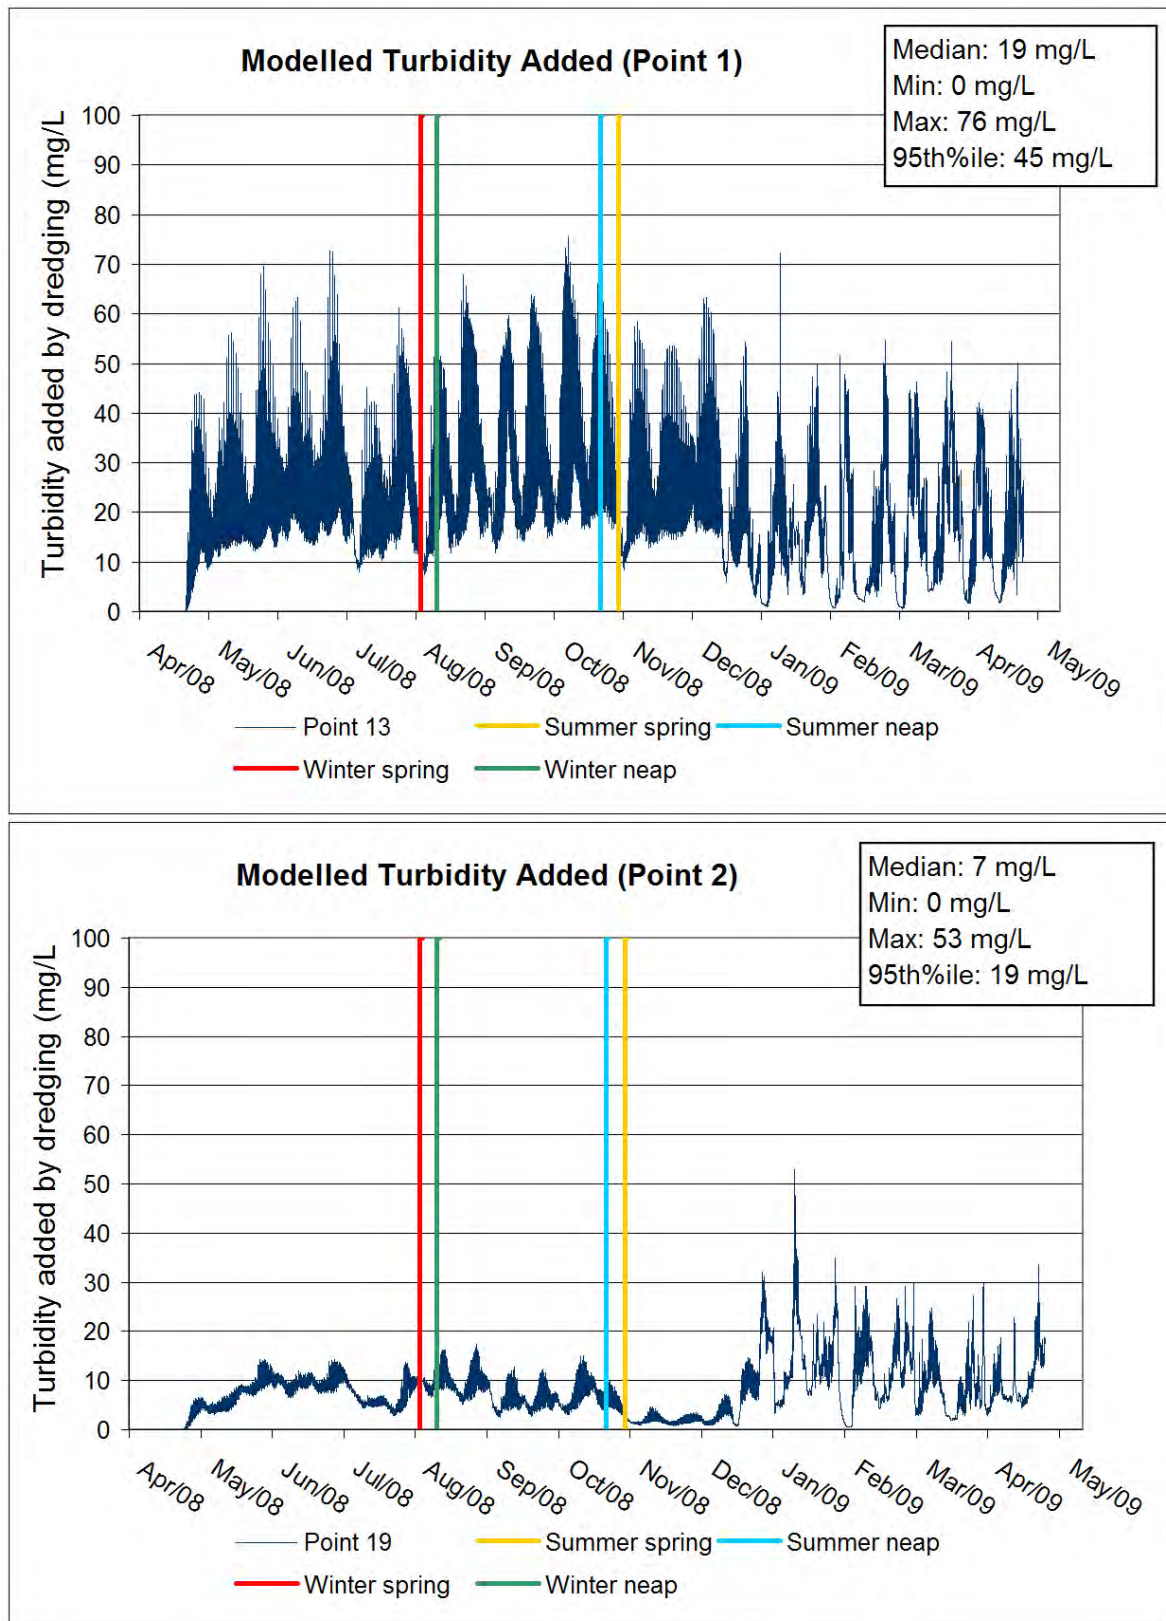 Modelled Turbidity Added (Point 1)
Median: 19 mg/L
Min: 0 mg/L
Max: 76 mg/L
95th%ile: 45 mg/L
Turbidity added by dredging (mg/L)
100
90
80
70
60
50
40
30
20
10
0
Apr/08
May/08
Jun/08
Jul/08
Aug/08
Sep/08
Oct/08
Nov/08
Dec/08
Jan/09
Feb/09
Mar/09
Apr/09
May/09
Point 13
Summer spring
Summer neap
Winter spring
Winter neap
Modelled Turbidity Added (Point 2)
Median: 7 mg/L
Min: 0 mg/L
Max: 53 mg/L
95th%ile: 19 mg/L
Turbidity added by dredging (mg/L)
100
90
80
70
60
50
40
30
20
10
0
Apr/08
May/08
Jun/08
Jul/08
Aug/08
Sep/08
Oct/08
Nov/08
Dec/08
Jan/09
Feb/09
Mar/09
Apr/09
May/09
Point 19
Summer spring
Summer neap
Winter spring
Winter neap